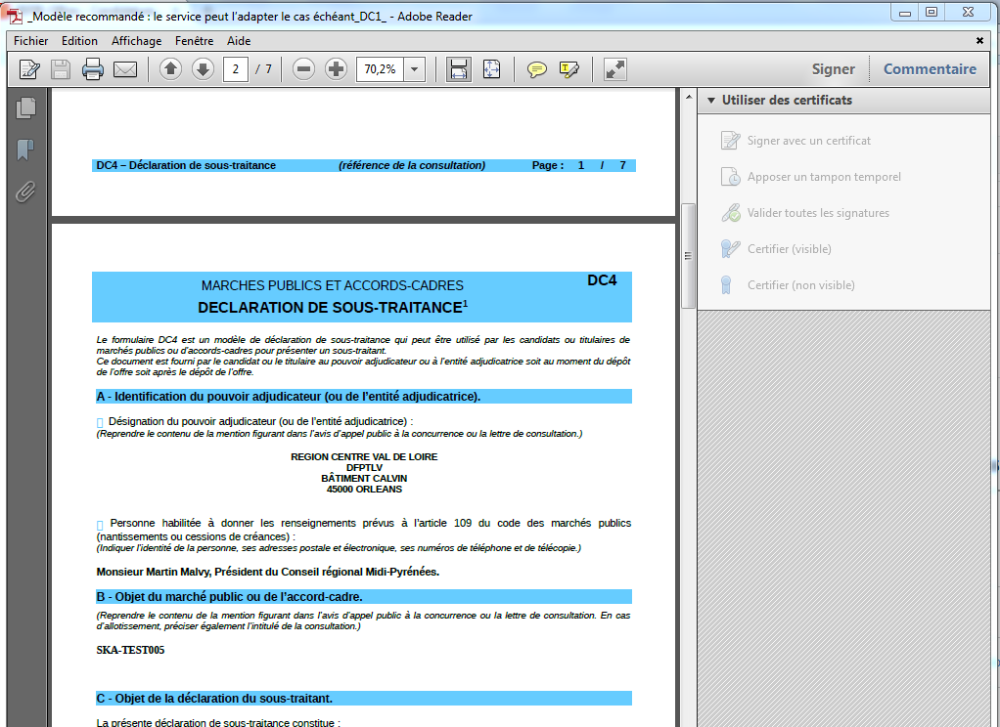 _Modèle recommandé : le service peut l'adapter le cas échéant_DC1_ - Adobe Reader
Fichier Edition Affichage Fenêtre Aide
2 / 7 70,2% Signer Commentaire
Utiliser des certificats
Signer avec un certificat
Apposer un tampon temporel
Valider toutes les signatures
Certifier (visible)
Certifier (non visible)
DC4 – Déclaration de sous-traitance (référence de la consultation) Page : 1 / 7
MARCHES PUBLICS ET ACCORDS-CADRES DC4
DECLARATION DE SOUS-TRAITANCE¹
Le formulaire DC4 est un modèle de déclaration de sous-traitance qui peut être utilisé par les candidats ou titulaires de
marchés publics ou d'accords-cadres pour présenter un sous-traitant.
Ce document est fourni par le candidat ou le titulaire au pouvoir adjudicateur ou à l'entité adjudicatrice soit au moment du dépôt
de l'offre soit après le dépôt de l'offre.
A - Identification du pouvoir adjudicateur (ou de l'entité adjudicatrice).
Désignation du pouvoir adjudicateur (ou de l'entité adjudicatrice) :
(Reprendre le contenu de la mention figurant dans l'avis d'appel public à la concurrence ou la lettre de consultation.)
REGION CENTRE VAL DE LOIRE
DFPTLV
BÂTIMENT CALVIN
45000 ORLEANS
Personne habilitée à donner les renseignements prévus à l'article 109 du code des marchés publics
(nantissements ou cessions de créances) :
(Indiquer l'identité de la personne, ses adresses postale et électronique, ses numéros de téléphone et de télécopie.)
Monsieur Martin Malvy, Président du Conseil régional Midi-Pyrénées.
B - Objet du marché public ou de l'accord-cadre.
(Reprendre le contenu de la mention figurant dans l'avis d'appel public à la concurrence ou la lettre de consultation. En cas
d'allotissement, préciser également l'intitulé de la consultation.)
SKA-TEST005
C - Objet de la déclaration du sous-traitant.
La présente déclaration de sous-traitance constitue :